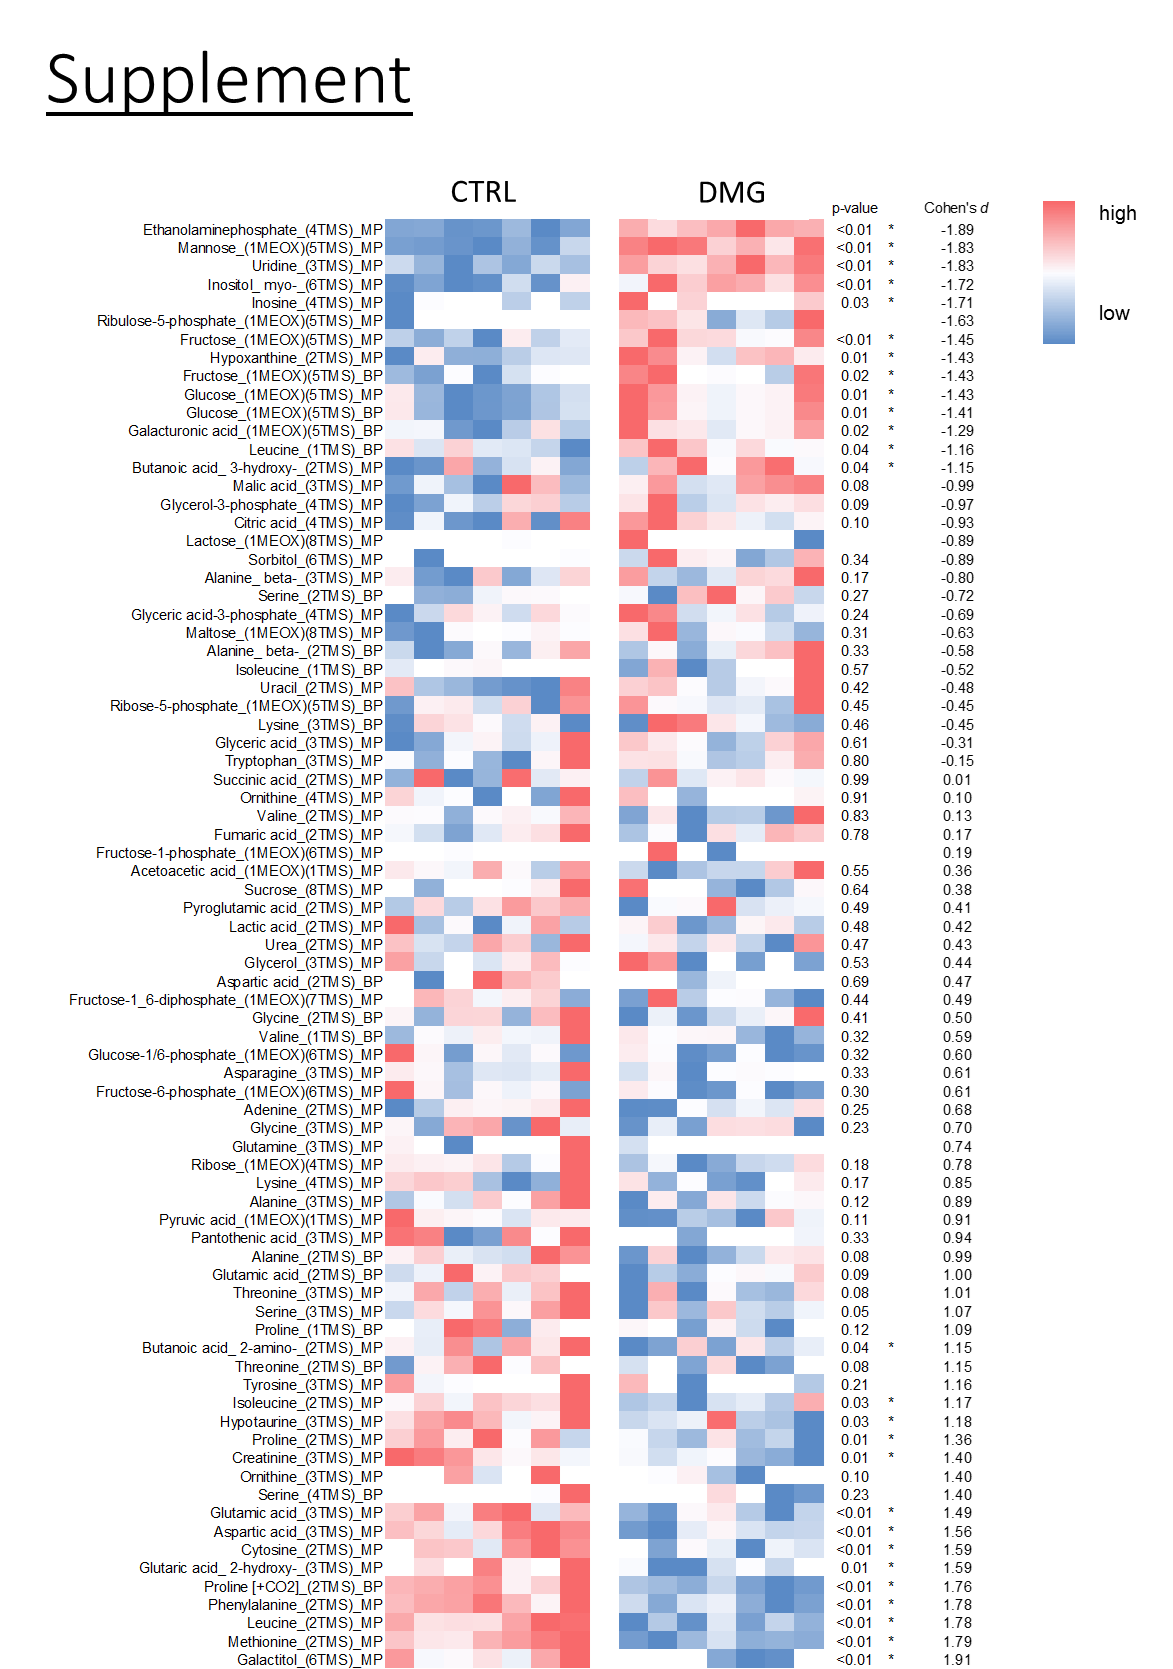 Supplement
CTRL DMG
p-value Cohen's d
high
low
Ethanolaminephosphate_(4TMS)_MP <0.01 * -1.89
Mannose_(1MEOX)(5TMS)_MP <0.01 * -1.83
Uridine_(3TMS)_MP <0.01 * -1.83
Inositol_ myo-_(6TMS)_MP <0.01 * -1.72
Inosine_(4TMS)_MP 0.03 * -1.71
Ribulose-5-phosphate_(1MEOX)(5TMS)_MP -1.63
Fructose_(1MEOX)(5TMS)_MP <0.01 * -1.45
Hypoxanthine_(2TMS)_MP 0.01 * -1.43
Fructose_(1MEOX)(5TMS)_BP 0.02 * -1.43
Glucose_(1MEOX)(5TMS)_MP 0.01 * -1.43
Glucose_(1MEOX)(5TMS)_BP 0.01 * -1.41
Galacturonic acid_(1MEOX)(5TMS)_BP 0.02 * -1.29
Leucine_(1TMS)_BP 0.04 * -1.16
Butanoic acid_ 3-hydroxy-_(2TMS)_MP 0.04 * -1.15
Malic acid_(3TMS)_MP 0.08 -0.99
Glycerol-3-phosphate_(4TMS)_MP 0.09 -0.97
Citric acid_(4TMS)_MP 0.10 -0.93
Lactose_(1MEOX)(8TMS)_MP -0.89
Sorbitol_(6TMS)_MP 0.34 -0.89
Alanine_ beta-_(3TMS)_MP 0.17 -0.80
Serine_(2TMS)_BP 0.27 -0.72
Glyceric acid-3-phosphate_(4TMS)_MP 0.24 -0.69
Maltose_(1MEOX)(8TMS)_MP 0.31 -0.63
Alanine_ beta-_(2TMS)_BP 0.33 -0.58
Isoleucine_(1TMS)_BP 0.57 -0.52
Uracil_(2TMS)_MP 0.42 -0.48
Ribose-5-phosphate_(1MEOX)(5TMS)_BP 0.45 -0.45
Lysine_(3TMS)_BP 0.46 -0.45
Glyceric acid_(3TMS)_MP 0.61 -0.31
Tryptophan_(3TMS)_MP 0.80 -0.15
Succinic acid_(2TMS)_MP 0.99 0.01
Ornithine_(4TMS)_MP 0.91 0.10
Valine_(2TMS)_MP 0.83 0.13
Fumaric acid_(2TMS)_MP 0.78 0.17
Fructose-1-phosphate_(1MEOX)(6TMS)_MP 0.19
Acetoacetic acid_(1MEOX)(1TMS)_MP 0.55 0.36
Sucrose_(8TMS)_MP 0.64 0.38
Pyroglutamic acid_(2TMS)_MP 0.49 0.41
Lactic acid_(2TMS)_MP 0.48 0.42
Urea_(2TMS)_MP 0.47 0.43
Glycerol_(3TMS)_MP 0.53 0.44
Aspartic acid_(2TMS)_BP 0.69 0.47
Fructose-1_6-diphosphate_(1MEOX)(7TMS)_MP 0.44 0.49
Glycine_(2TMS)_BP 0.41 0.50
Valine_(1TMS)_BP 0.32 0.59
Glucose-1/6-phosphate_(1MEOX)(6TMS)_MP 0.32 0.60
Asparagine_(3TMS)_MP 0.33 0.61
Fructose-6-phosphate_(1MEOX)(6TMS)_MP 0.30 0.61
Adenine_(2TMS)_MP 0.25 0.68
Glycine_(3TMS)_MP 0.23 0.70
Glutamine_(3TMS)_MP 0.74
Ribose_(1MEOX)(4TMS)_MP 0.18 0.78
Lysine_(4TMS)_MP 0.17 0.85
Alanine_(3TMS)_MP 0.12 0.89
Pyruvic acid_(1MEOX)(1TMS)_MP 0.11 0.91
Pantothenic acid_(3TMS)_MP 0.33 0.94
Alanine_(2TMS)_BP 0.08 0.99
Glutamic acid_(2TMS)_BP 0.09 1.00
Threonine_(3TMS)_MP 0.08 1.01
Serine_(3TMS)_MP 0.05 1.07
Proline_(1TMS)_BP 0.12 1.09
Butanoic acid_ 2-amino-_(2TMS)_MP 0.04 * 1.15
Threonine_(2TMS)_BP 0.08 1.15
Tyrosine_(3TMS)_MP 0.21 1.16
Isoleucine_(2TMS)_MP 0.03 * 1.17
Hypotaurine_(3TMS)_MP 0.03 * 1.18
Proline_(2TMS)_MP 0.01 * 1.36
Creatinine_(3TMS)_MP 0.01 * 1.40
Ornithine_(3TMS)_MP 0.10 1.40
Serine_(4TMS)_BP 0.23 1.40
Glutamic acid_(3TMS)_MP <0.01 * 1.49
Aspartic acid_(3TMS)_MP <0.01 * 1.56
Cytosine_(2TMS)_MP <0.01 * 1.59
Glutaric acid_ 2-hydroxy-_(3TMS)_MP 0.01 * 1.59
Proline [+CO2]_(2TMS)_BP <0.01 * 1.76
Phenylalanine_(2TMS)_MP <0.01 * 1.78
Leucine_(2TMS)_MP <0.01 * 1.78
Methionine_(2TMS)_MP <0.01 * 1.79
Galactitol_(6TMS)_MP <0.01 * 1.91